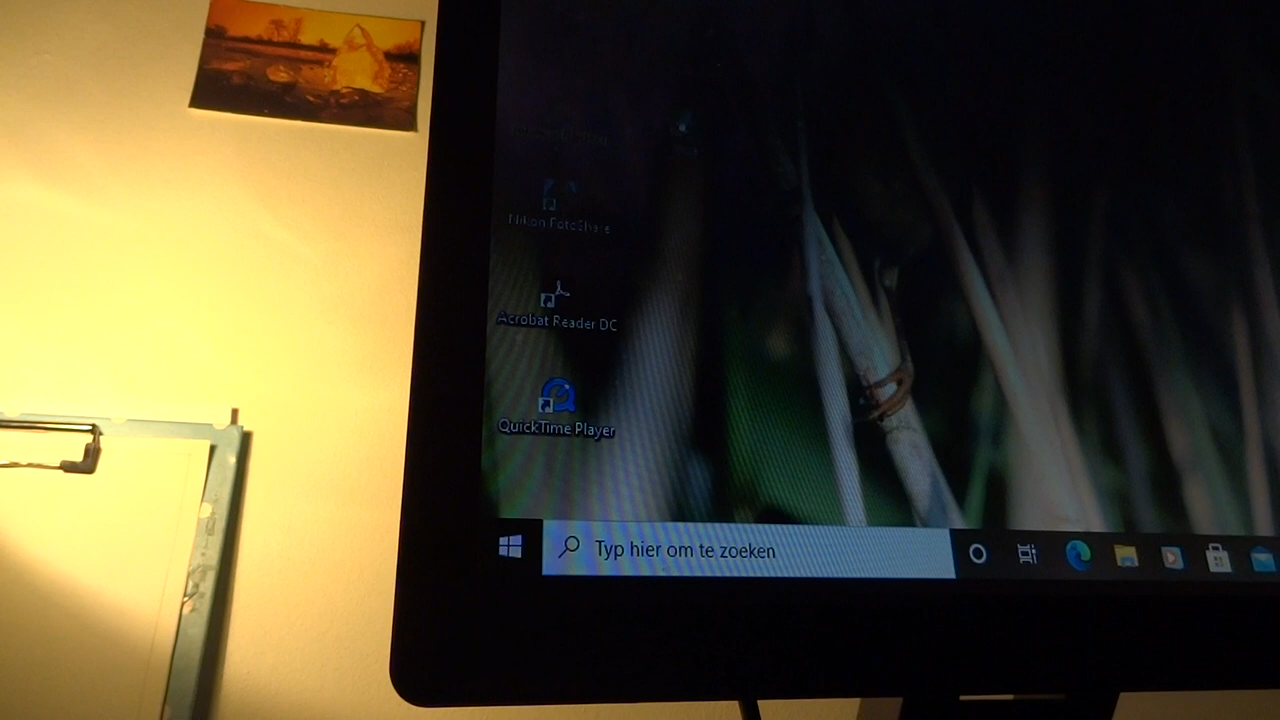 Nikon FotoShare
Acrobat Reader DC
QuickTime Player
Typ hier om te zoeken